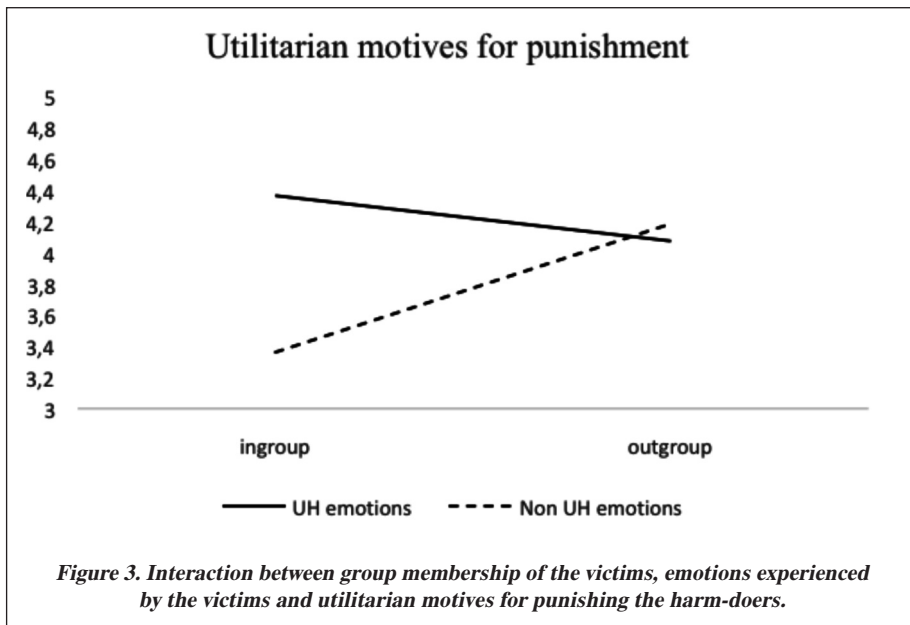 Utilitarian motives for punishment
5
4,8
4,6
4,4
4,2
4
3,8
3,6
3,4
3,2
3
ingroup outgroup
UH emotions Non UH emotions
Figure 3. Interaction between group membership of the victims, emotions experienced
by the victims and utilitarian motives for punishing the harm-doers.